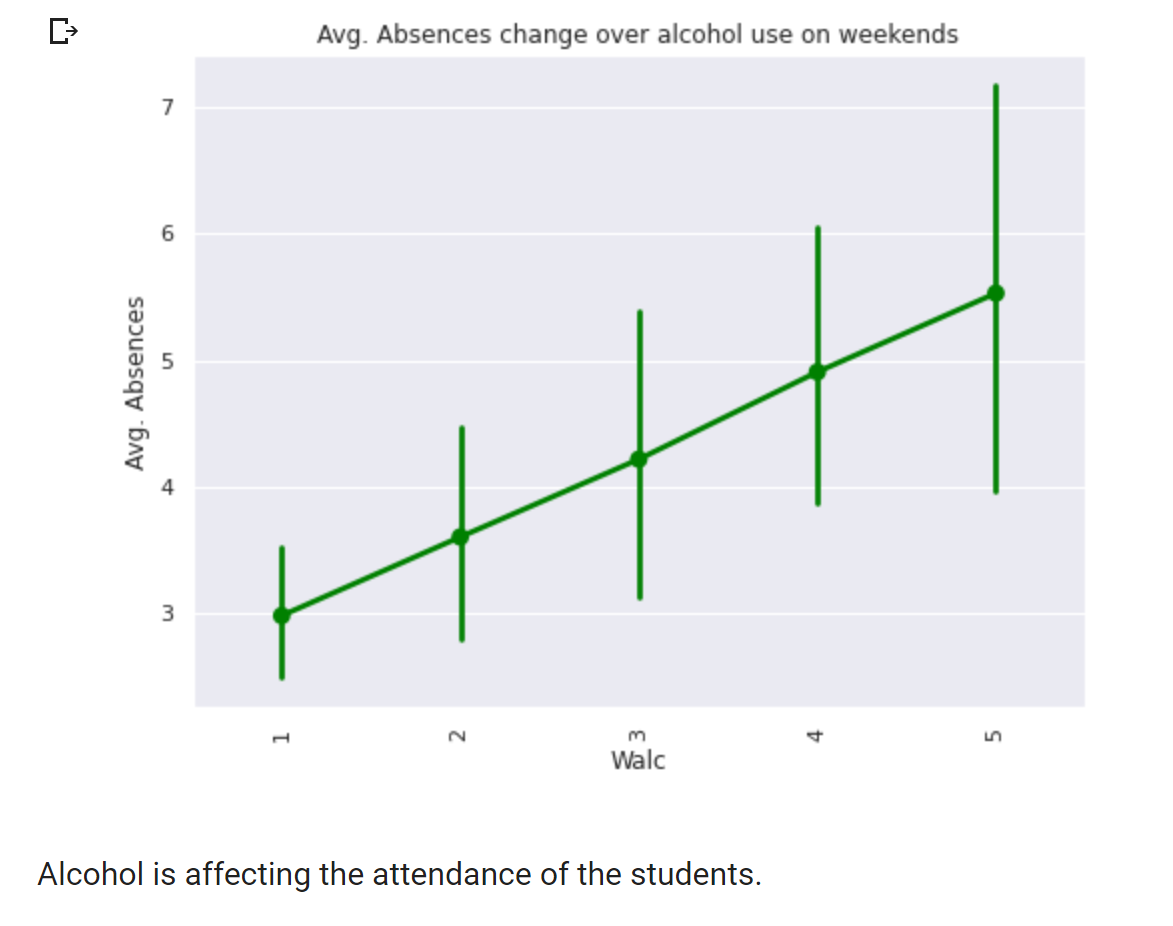 Avg. Absences change over alcohol use on weekends
7
6
5
4
3
Avg. Absences
1 2 3 4 5
Walc
Alcohol is affecting the attendance of the students.